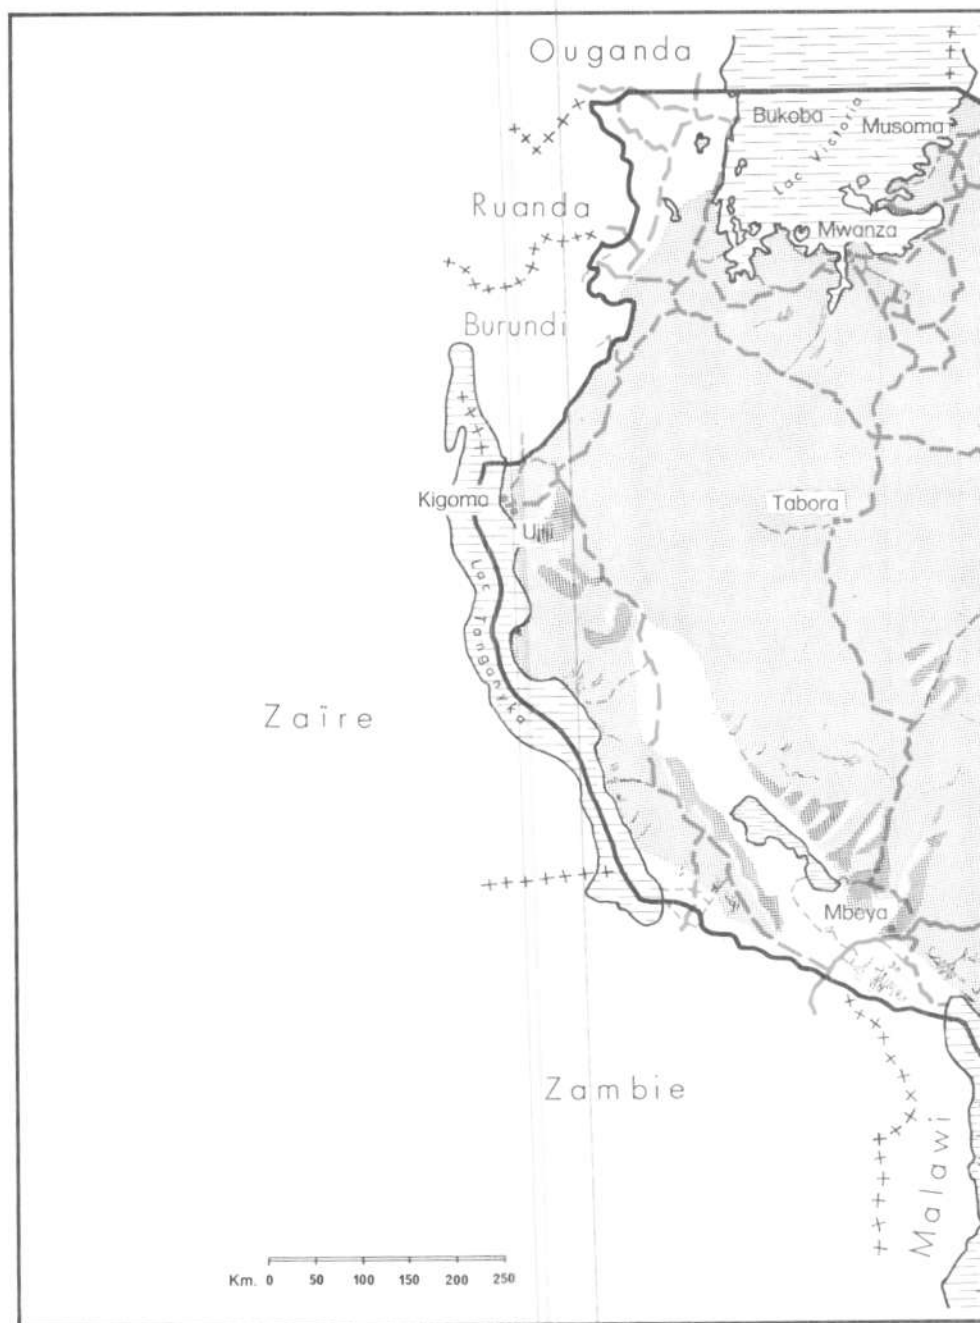 Ouganda
Bukoba
Musoma
Lac Victoria
Ruanda
Mwanza
Burundi
Kigoma
Ujiji
Tabora
Lac Tanganyka
Zaïre
Mbeya
Zambie
Malawi
Km. 0 50 100 150 200 250